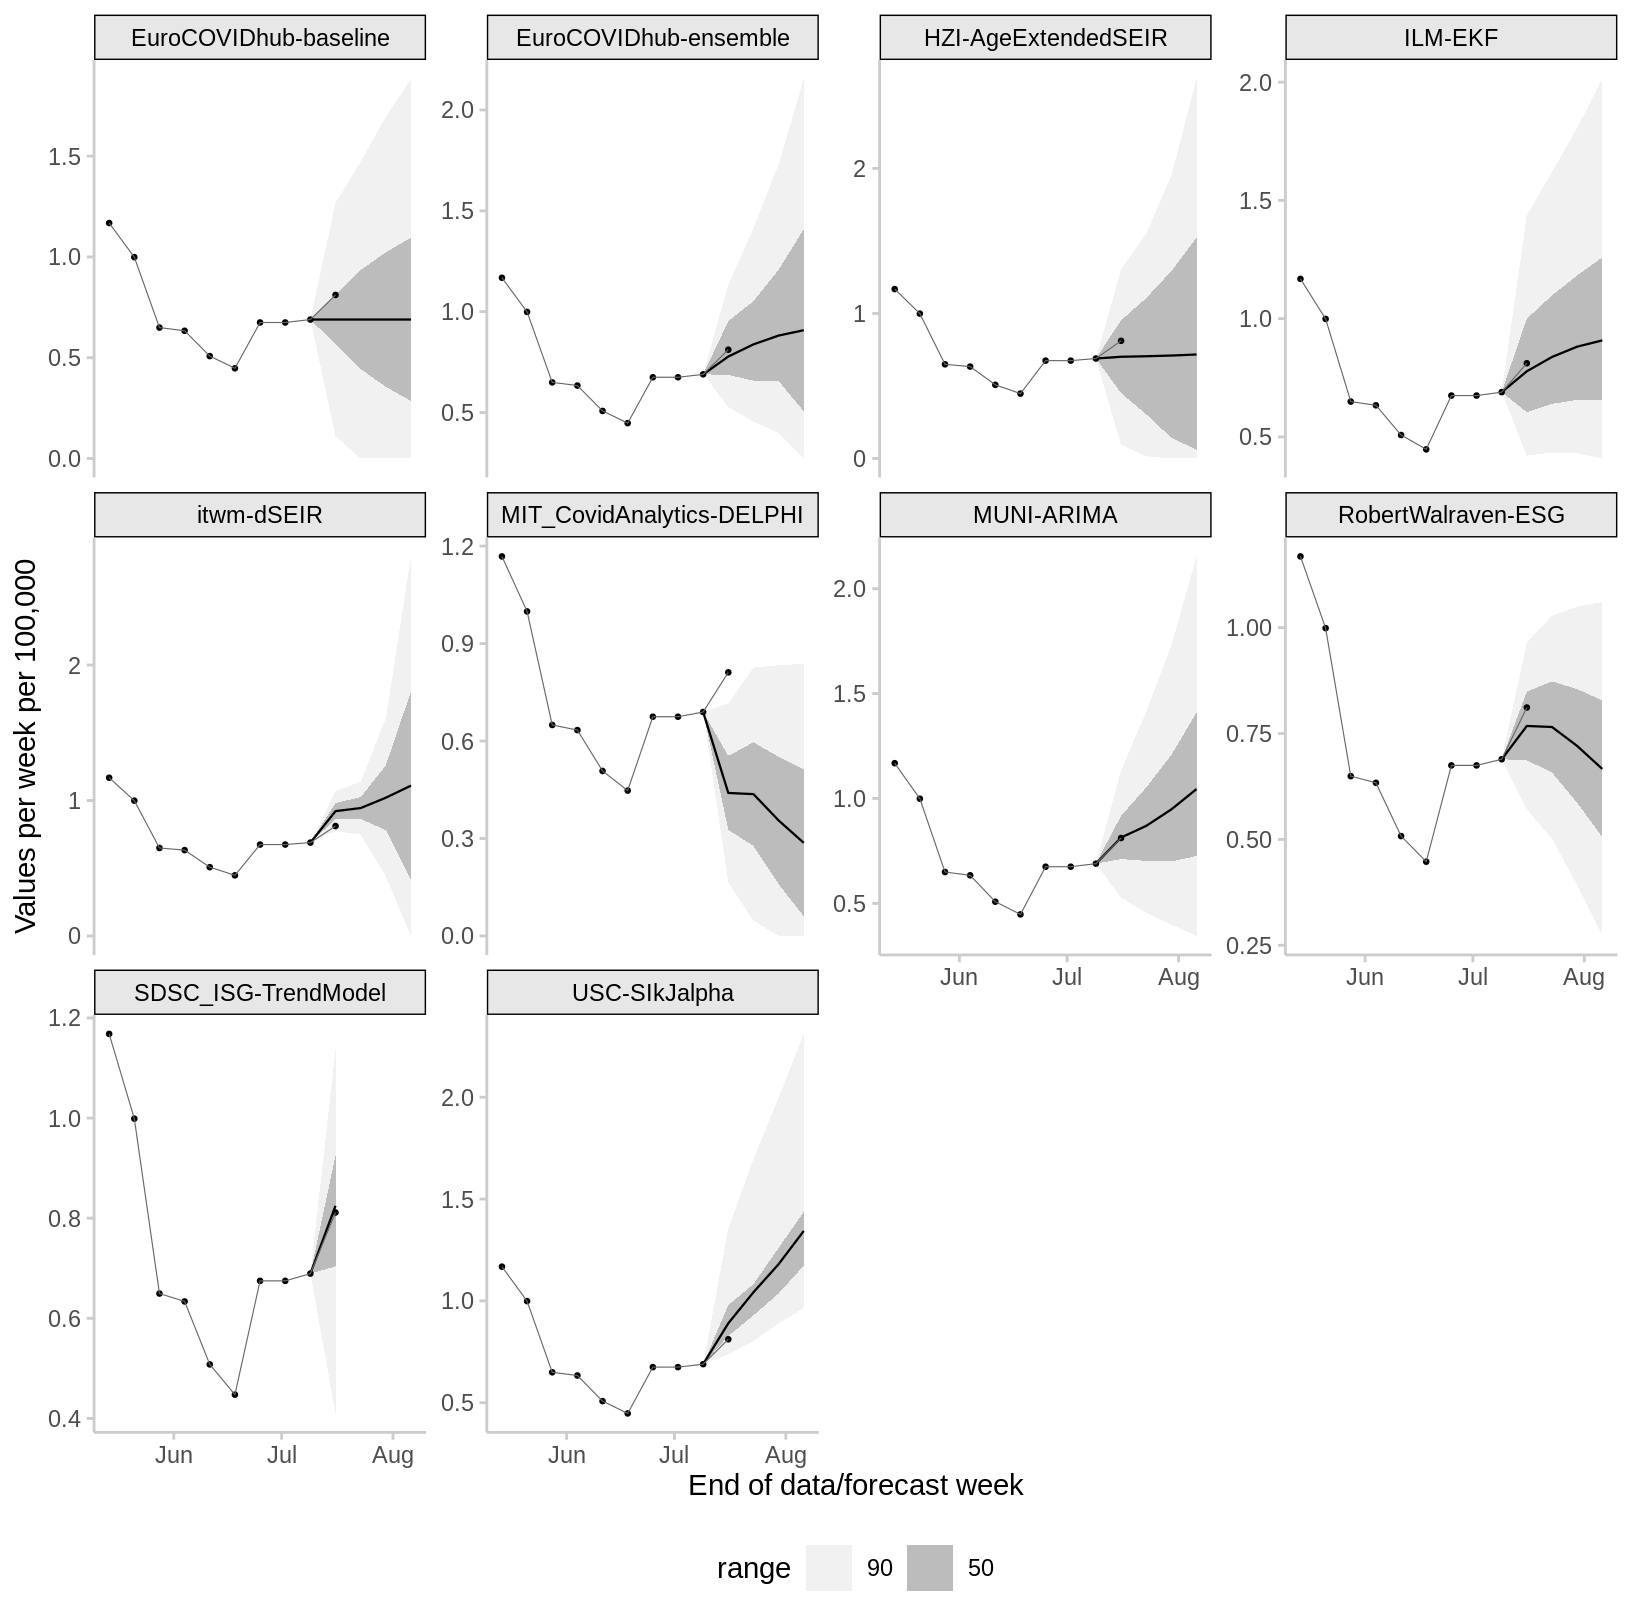 EuroCOVIDhub-baseline
EuroCOVIDhub-ensemble
HZI-AgeExtendedSEIR
ILM-EKF
1.5
1.0
0.5
0.0
2.0
1.5
1.0
0.5
2
1
0
2.0
1.5
1.0
0.5
itwm-dSEIR
MIT_CovidAnalytics-DELPHI
MUNI-ARIMA
RobertWalraven-ESG
2
1
0
1.2
0.9
0.6
0.3
0.0
2.0
1.5
1.0
0.5
Jun Jul Aug
1.00
0.75
0.50
0.25
Jun Jul Aug
SDSC_ISG-TrendModel
USC-SIkJalpha
1.2
1.0
0.8
0.6
0.4
Jun Jul Aug
2.0
1.5
1.0
0.5
Jun Jul Aug
Values per week per 100,000
End of data/forecast week
range 90 50